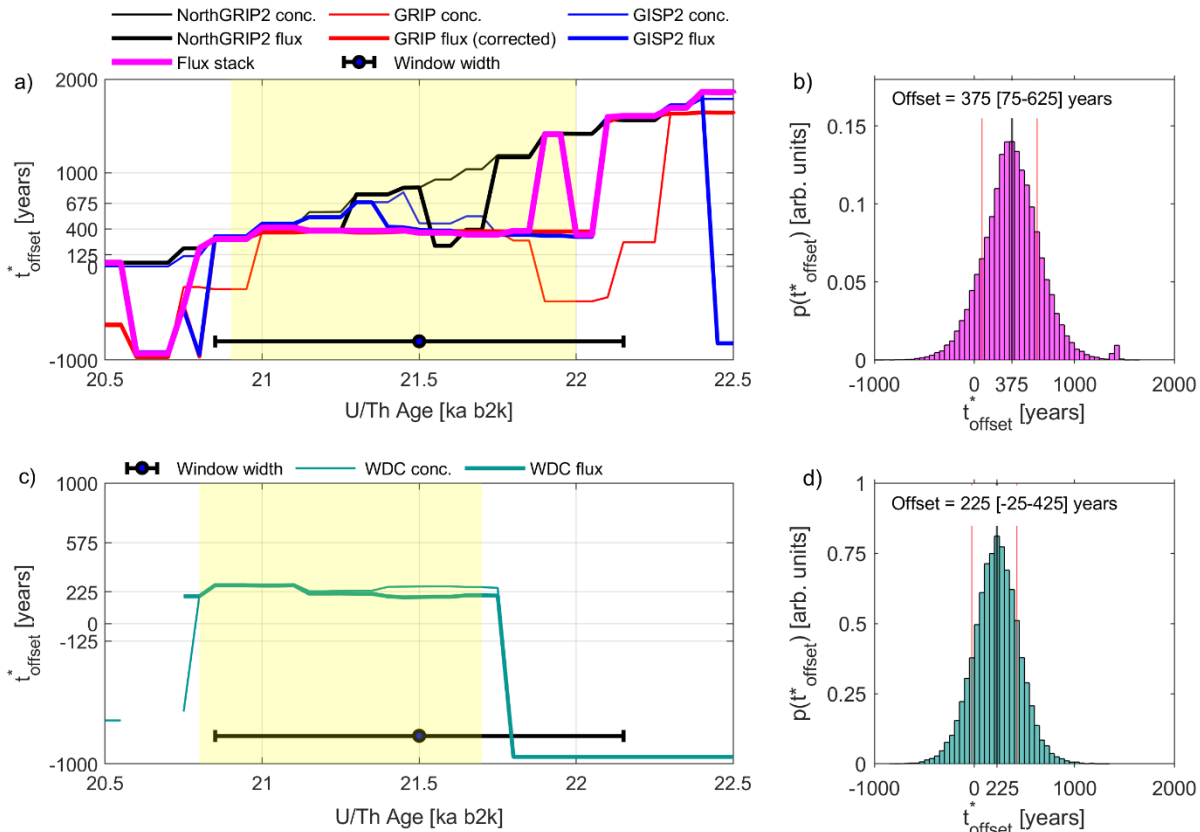 NorthGRIP2 conc. GRIP conc. GISP2 conc.
NorthGRIP2 flux GRIP flux (corrected) GISP2 flux
Flux stack Window width
a)
2000
1000
675
400
125
0
-1000
t*offset [years]
20.5 21 21.5 22 22.5
U/Th Age [ka b2k]
b)
Offset = 375 [75-625] years
0.15
0.1
0.05
0
p(t*offset) [arb. units]
-1000 0 375 1000 2000
t*offset [years]
c)
Window width WDC conc. WDC flux
1000
575
225
0
-125
-1000
t*offset [years]
20.5 21 21.5 22 22.5
U/Th Age [ka b2k]
d)
Offset = 225 [-25-425] years
1
0.75
0.5
0.25
0
p(t*offset) [arb. units]
-1000 0 225 1000 2000
t*offset [years]